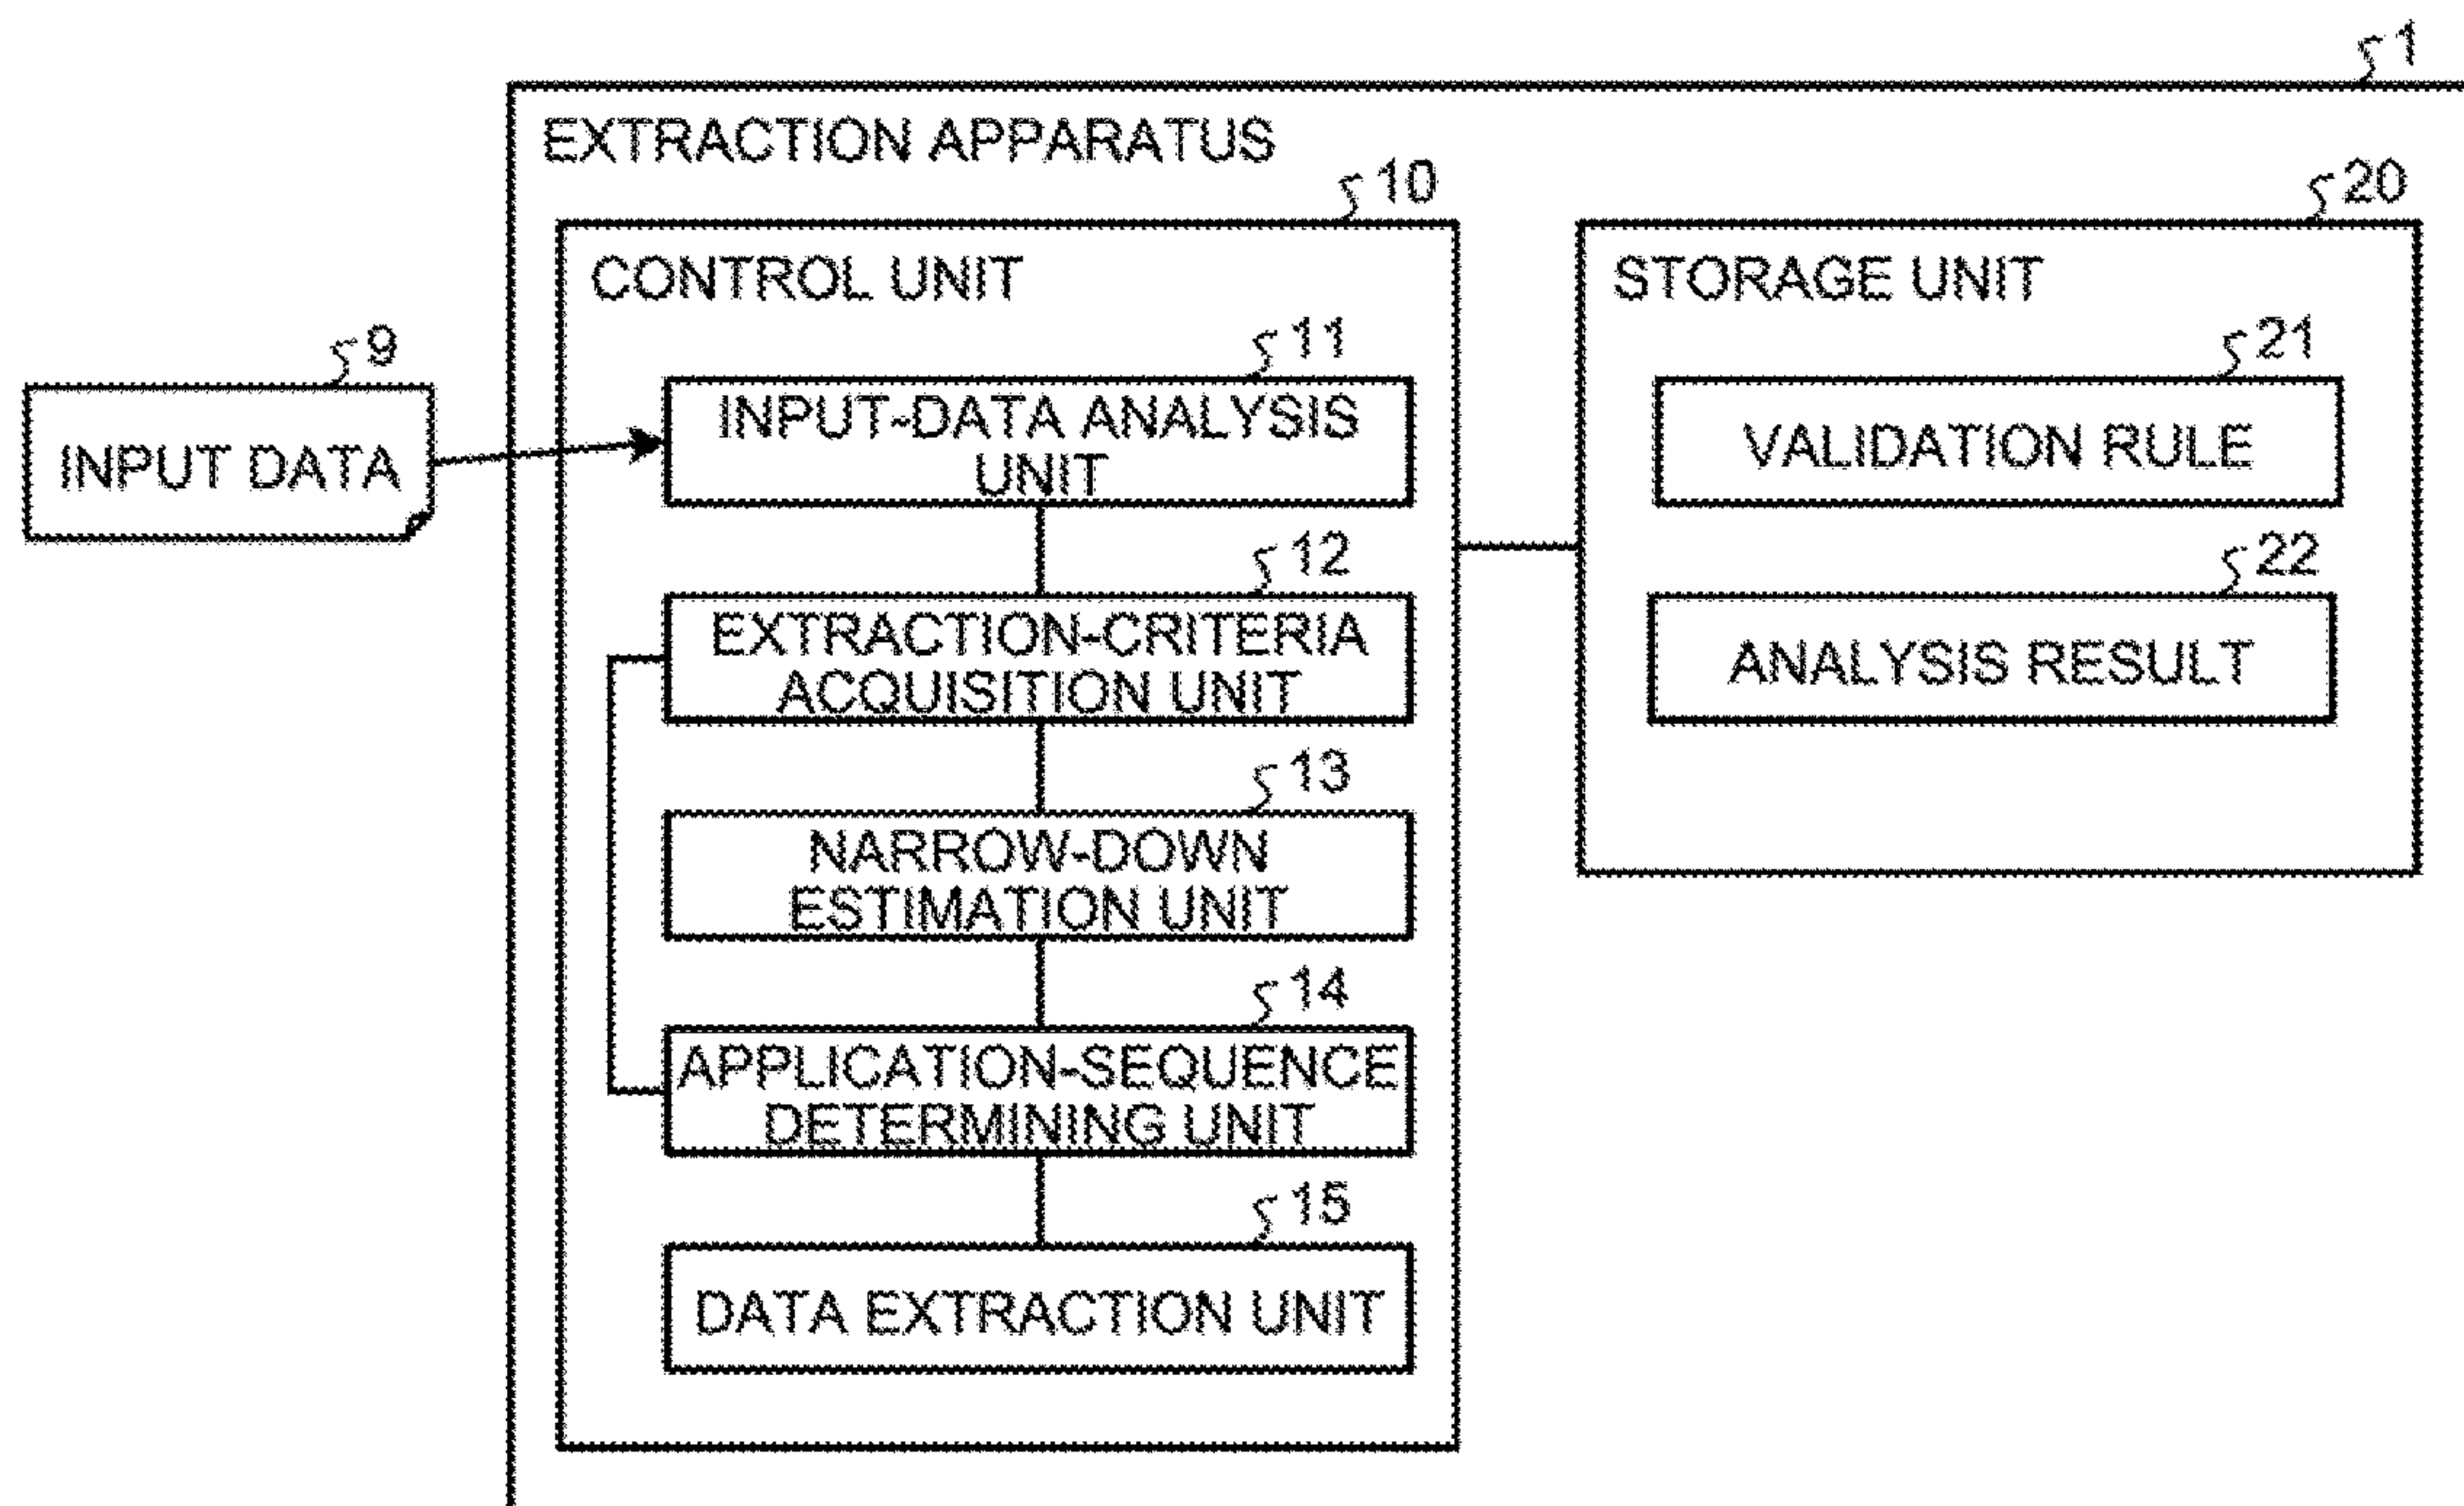 1
EXTRACTION APPARATUS
10
20
CONTROL UNIT
STORAGE UNIT
9
INPUT DATA
11
INPUT-DATA ANALYSIS
UNIT
21
VALIDATION RULE
12
EXTRACTION-CRITERIA
ACQUISITION UNIT
22
ANALYSIS RESULT
13
NARROW-DOWN
ESTIMATION UNIT
14
APPLICATION-SEQUENCE
DETERMINING UNIT
15
DATA EXTRACTION UNIT